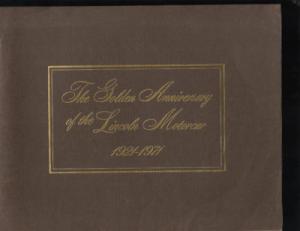 The Golden Anniversary
of the Lincoln Motorcar
1921-1971